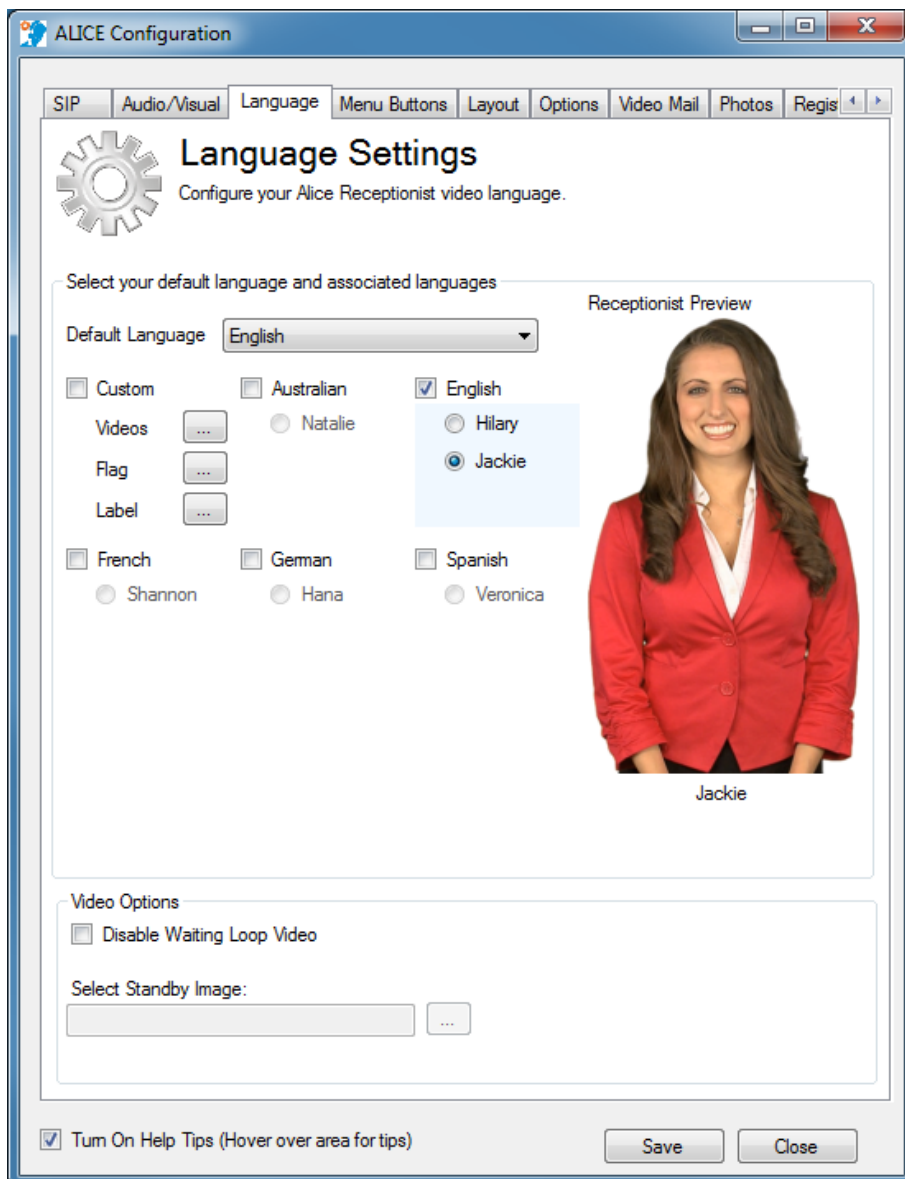 ALICE Configuration
SIP Audio/Visual Language Menu Buttons Layout Options Video Mail Photos Regis
Language Settings
Configure your Alice Receptionist video language.
Select your default language and associated languages
Receptionist Preview
Default Language English
Custom Australian English
Videos ... Natalie Hilary
Flag ... Jackie
Label ...
French German Spanish
Shannon Hana Veronica
Jackie
Video Options
Disable Waiting Loop Video
Select Standby Image:
...
Turn On Help Tips (Hover over area for tips)
Save Close